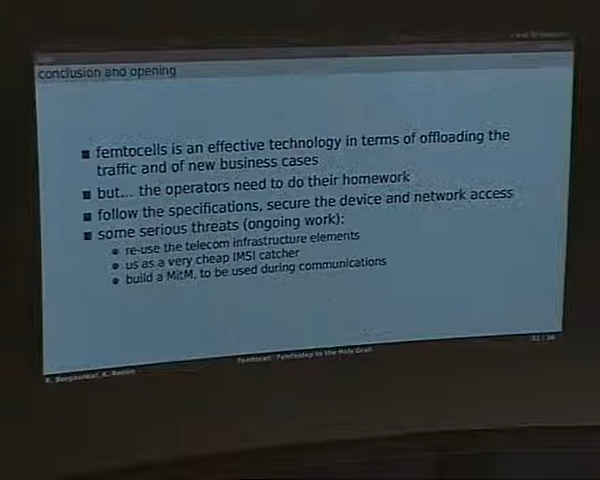 conclusion and opening
femtocells is an effective technology in terms of offloading the
traffic and of new business cases
but... the operators need to do their homework
follow the specifications, secure the device and network access
some serious threats (ongoing work):
re-use the telecom infrastructure elements
us as a very cheap IMSI catcher
build a MitM, to be used during communications
Femtocell: Femtostep to the Holy Grail